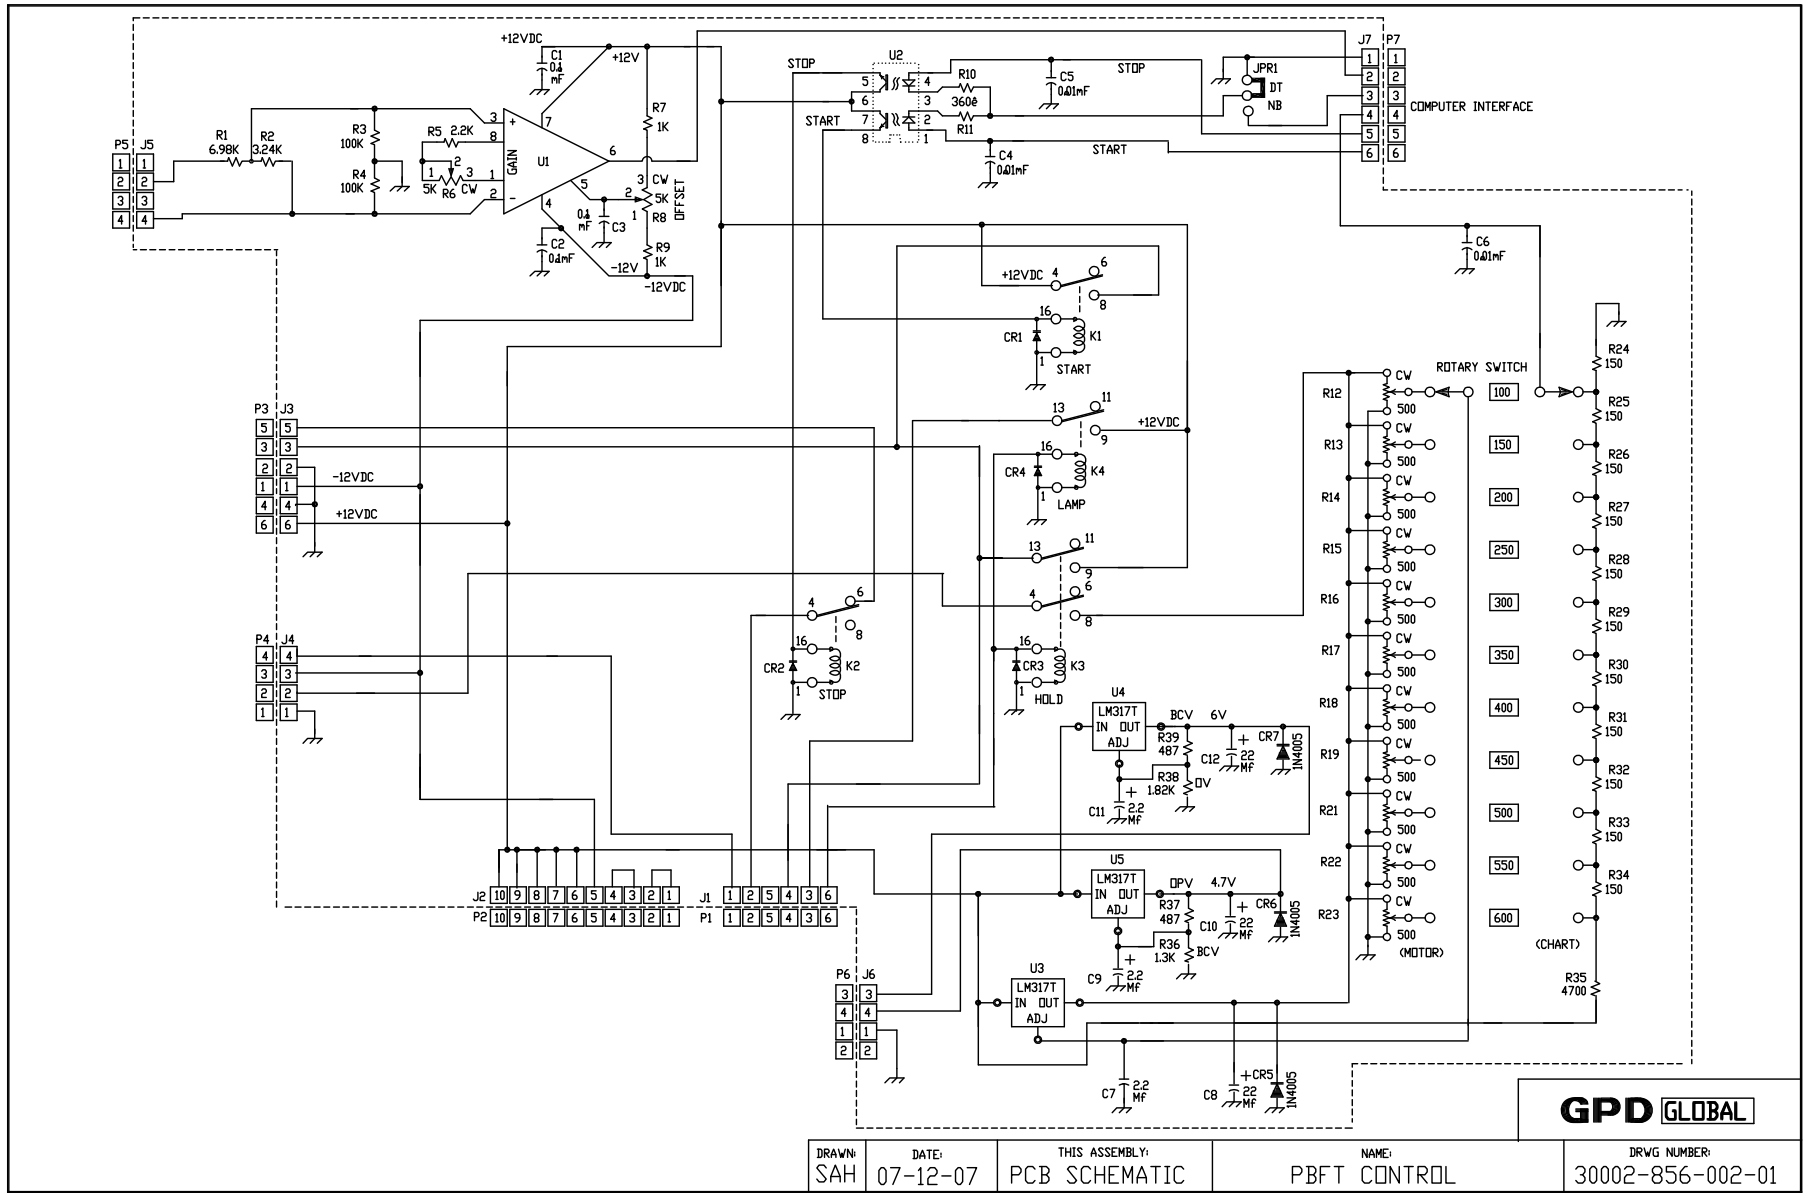 +12VDC
C1
0.1
mF
+12V
R7
1K
P5 J5
1 1
2 2
3 3
4 4
R1
6.98K
R2
3.24K
R3
100K
R4
100K
R5 2.2K
1 2 3
5K R6 CW
3
8
1
2
+
-
GAIN
U1
7
6
5
4
C2
0.1mF
0.1
mF
C3
3 CW
2
5K
1 R8
OFFSET
R9
1K
-12V
-12VDC
STOP
START
U2
5
6
7
8
4
3
2
1
R10
360ê
R11
STOP
START
C5
0.01mF
C4
0.01mF
JPR1
DT
NB
J7 P7
1 1
2 2
3 3
4 4
5 5
6 6
COMPUTER INTERFACE
C6
0.01mF
+12VDC 4
6
8
16
CR1
K1
1
START
13
11
9
+12VDC
16
CR4
K4
1
LAMP
13
11
9
4
6
8
16
CR3
K3
1
HOLD
4
6
8
16
CR2
K2
1
STOP
P3 J3
5 5
3 3
2 2
1 1
4 4
6 6
-12VDC
+12VDC
P4 J4
4 4
3 3
2 2
1 1
J2 10 9 8 7 6 5 4 3 2 1
P2 10 9 8 7 6 5 4 3 2 1
J1 1 2 5 4 3 6
P1 1 2 5 4 3 6
P6 J6
3 3
4 4
1 1
2 2
U4
LM317T
IN OUT
ADJ
BCV 6V
R39
487
R38
1.82K
0V
C11
+
2.2
Mf
C12
+
22
Mf
CR7
1N4005
U5
LM317T
IN OUT
ADJ
OPV 4.7V
R37
487
R36
1.3K
BCV
C9
+
2.2
Mf
C10
+
22
Mf
CR6
1N4005
U3
LM317T
IN OUT
ADJ
C7
2.2
Mf
C8
+
22
Mf
CR5
1N4005
ROTARY SWITCH
R12 CW 500 100
R13 CW 500 150
R14 CW 500 200
R15 CW 500 250
R16 CW 500 300
R17 CW 500 350
R18 CW 500 400
R19 CW 500 450
R21 CW 500 500
R22 CW 500 550
R23 CW 500 600
(MOTOR)
(CHART)
R24
150
R25
150
R26
150
R27
150
R28
150
R29
150
R30
150
R31
150
R32
150
R33
150
R34
150
R35
4700
GPD GLOBAL
DRAWN:
SAH
DATE:
07-12-07
THIS ASSEMBLY:
PCB SCHEMATIC
NAME:
PBFT CONTROL
DRWG NUMBER:
30002-856-002-01